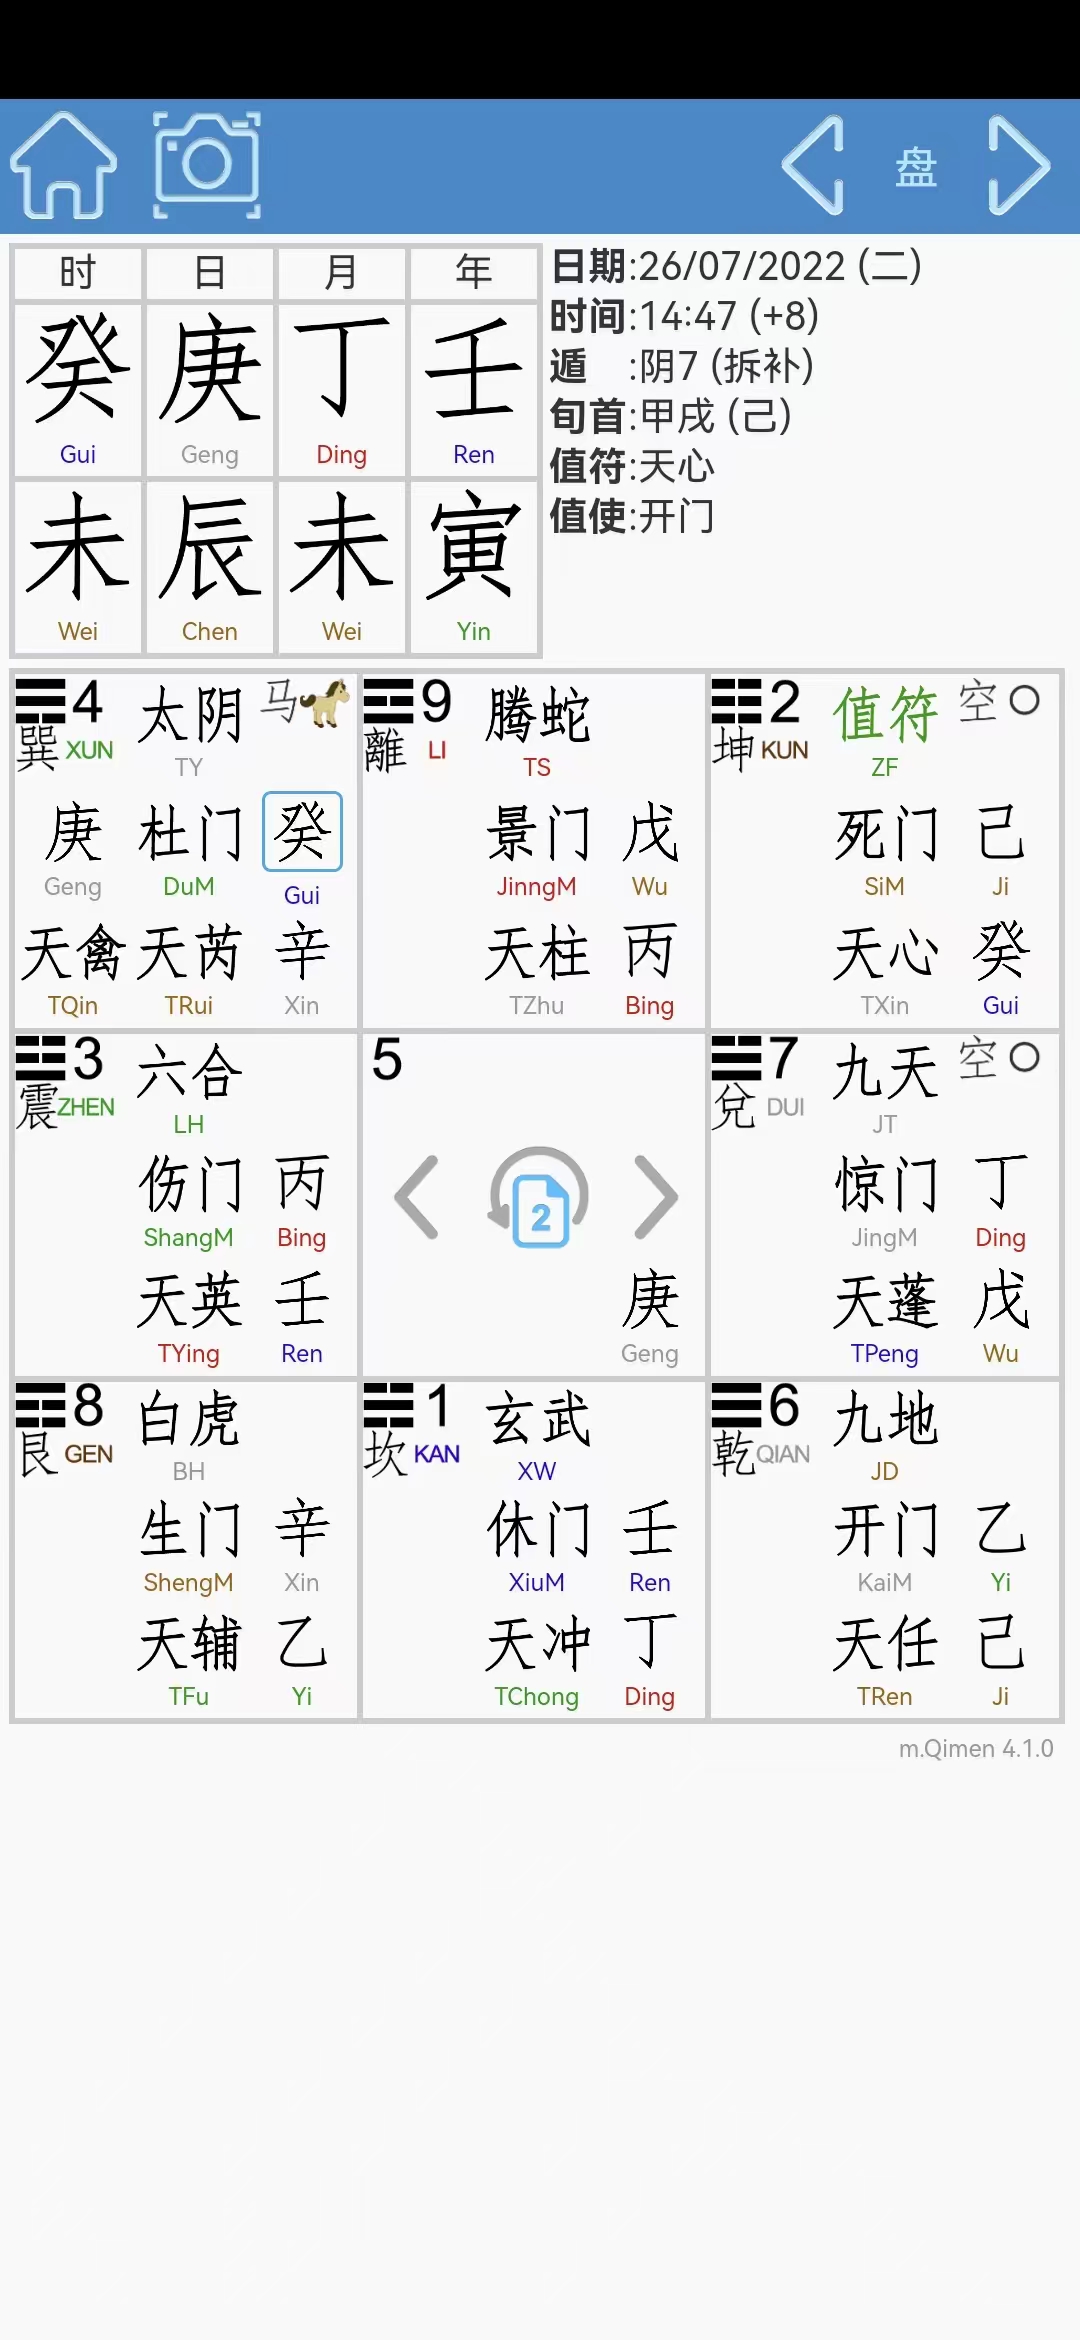 盘
时 日 月 年
癸 庚 丁 壬
Gui Geng Ding Ren
未 辰 未 寅
Wei Chen Wei Yin
日期:26/07/2022 (二)
时间:14:47 (+8)
遁 :阴7 (拆补)
旬首:甲戌 (己)
值符:天心
值使:开门
4 太阴 马
巽 XUN TY
庚 杜门 癸
Geng DuM Gui
天禽 天芮 辛
TQin TRui Xin
9 腾蛇
離 LI TS
景门 戊
JinngM Wu
天柱 丙
TZhu Bing
2 值符 空
坤 KUN ZF
死门 己
SiM Ji
天心 癸
TXin Gui
3 六合
震 ZHEN LH
伤门 丙
ShangM Bing
天英 壬
TYing Ren
5
2
庚
Geng
7 九天 空
兌 DUI JT
惊门 丁
JingM Ding
天蓬 戊
TPeng Wu
8 白虎
艮 GEN BH
生门 辛
ShengM Xin
天辅 乙
TFu Yi
1 玄武
坎 KAN XW
休门 壬
XiuM Ren
天冲 丁
TChong Ding
6 九地
乾 QIAN JD
开门 乙
KaiM Yi
天任 己
TRen Ji
m.Qimen 4.1.0